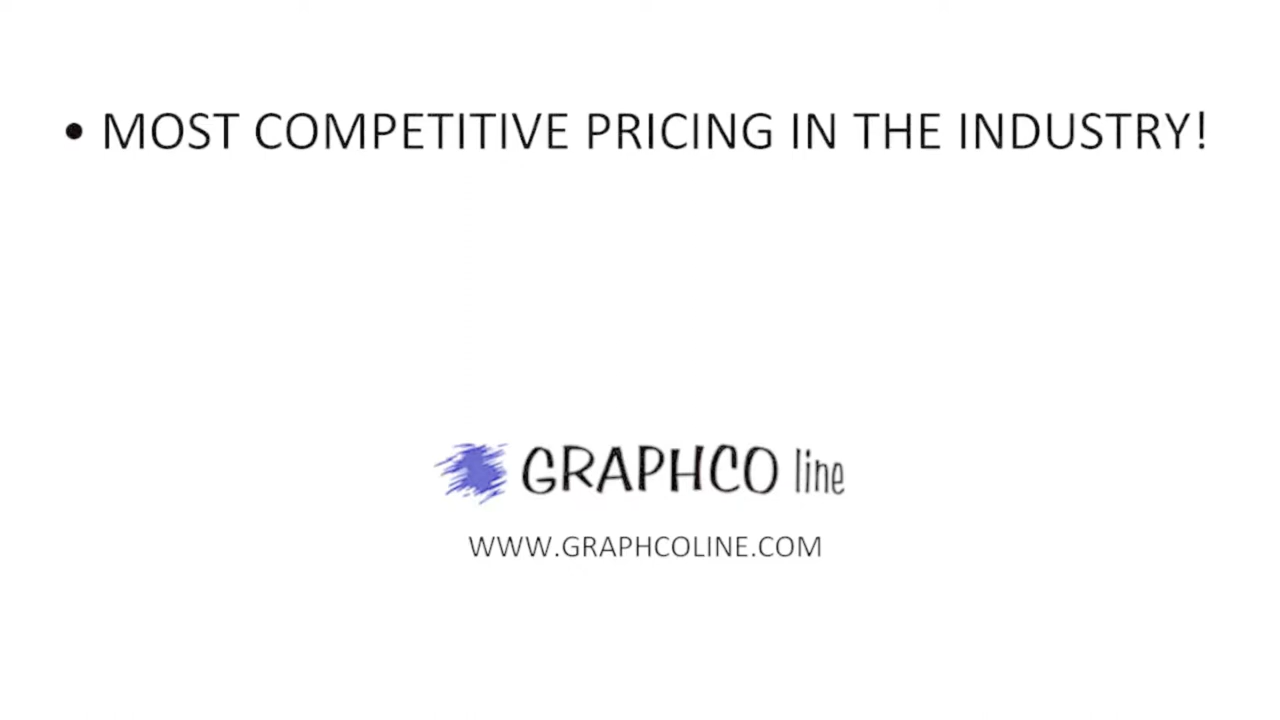 • MOST COMPETITIVE PRICING IN THE INDUSTRY!
GRAPHCO line
WWW.GRAPHCOLINE.COM